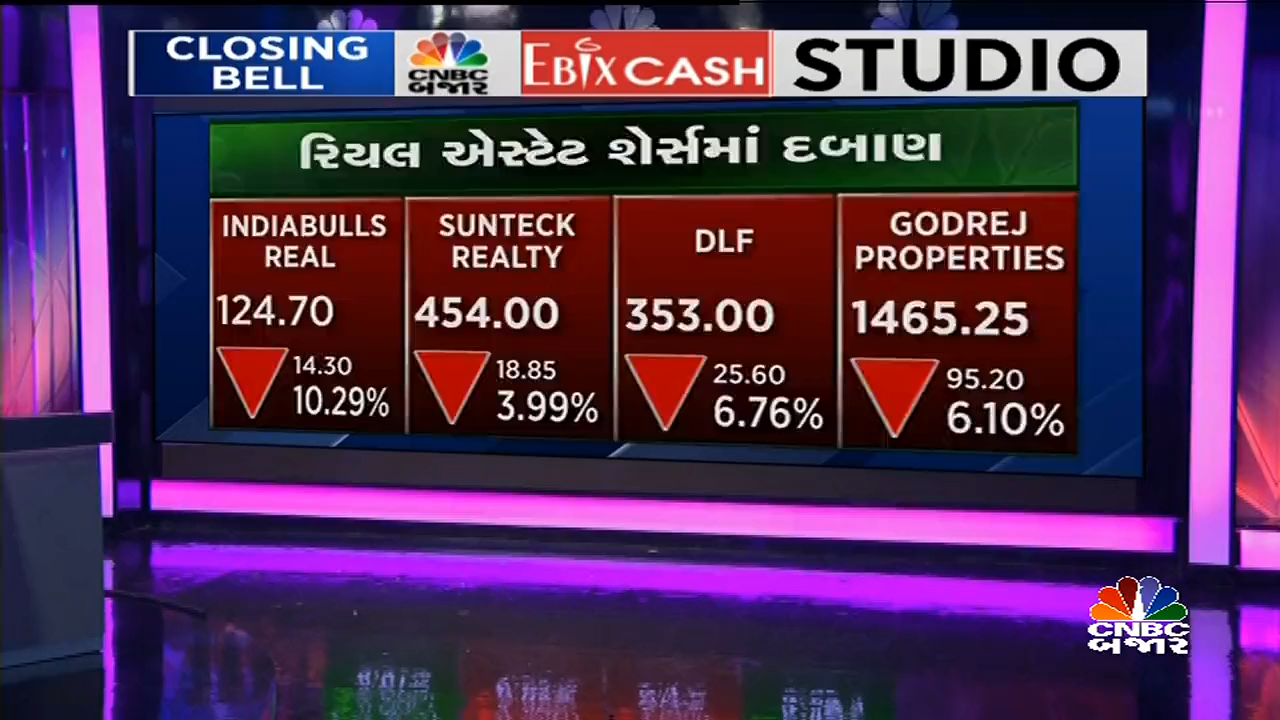 CLOSING
BELL
CNBC
બજાર
EBIXCASH
STUDIO
રિયલ એસ્ટેટ શેર્સમાં દબાણ
INDIABULLS
REAL
124.70
14.30
10.29%
SUNTECK
REALTY
454.00
18.85
3.99%
DLF
353.00
25.60
6.76%
GODREJ
PROPERTIES
1465.25
95.20
6.10%
CNBC
બજાર